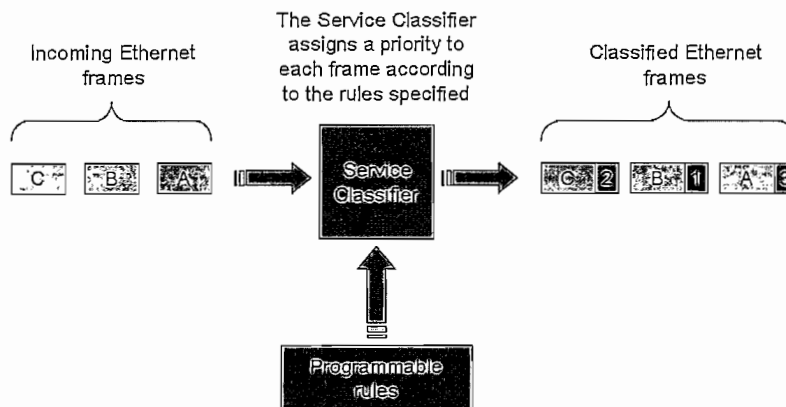 The Service Classifier
assigns a priority to
each frame according
to the rules specified
Incoming Ethernet
frames
Classified Ethernet
frames
C B A
Service
Classifier
C 2 B 1 A 3
Programmable
rules